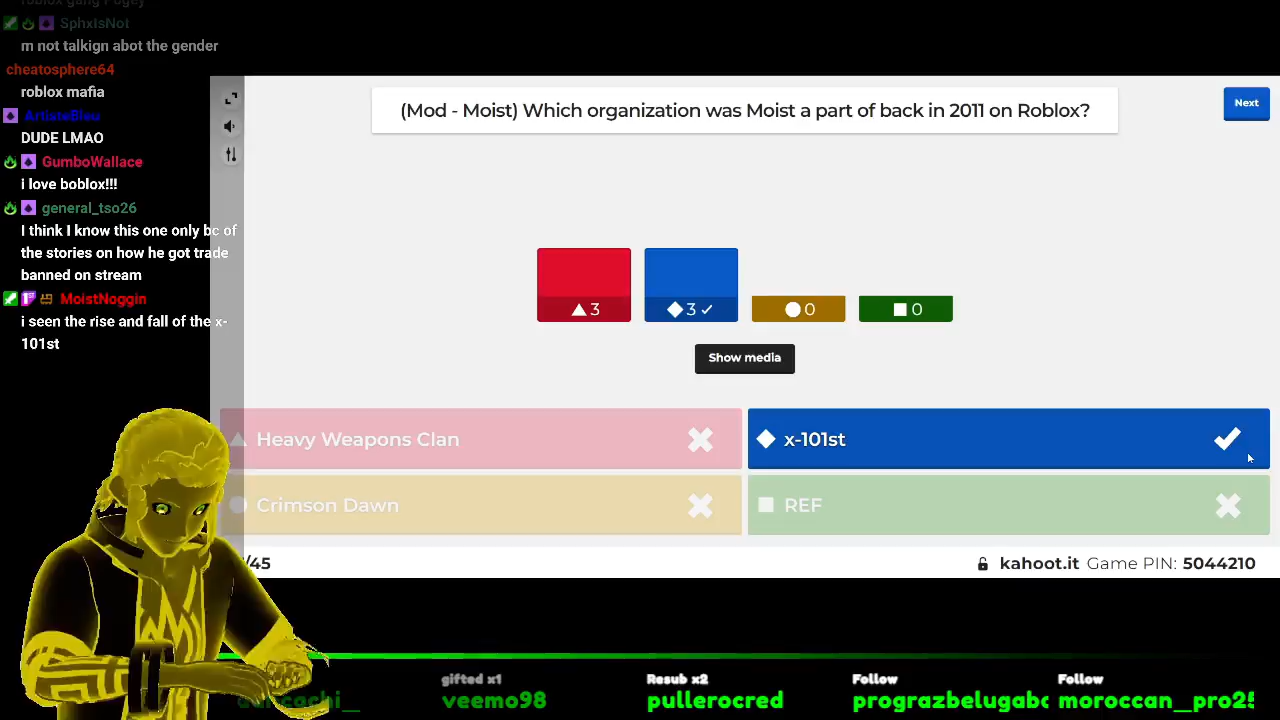 roblox gang Pogey
SphxIsNot
m not talkign abot the gender
cheatosphere64
roblox mafia
ArtisteBleu
DUDE LMAO
GumboWallace
i love boblox!!!
general_tso26
I think I know this one only bc of
the stories on how he got trade
banned on stream
MoistNoggin
i seen the rise and fall of the x-
101st
(Mod - Moist) Which organization was Moist a part of back in 2011 on Roblox?
Next
3
3
0
0
Show media
Heavy Weapons Clan
x-101st
Crimson Dawn
REF
/45
kahoot.it Game PIN: 5044210
gifted x1
veemo98
Resub x2
pullerocred
Follow
prograzbelugabc
Follow
moroccan_pro25